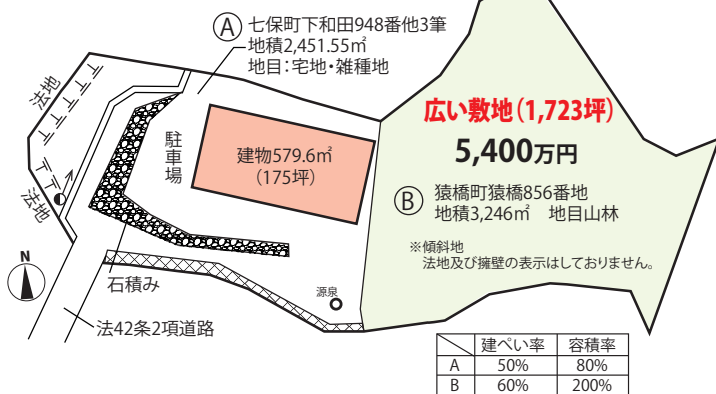 A 七保町下和田948番他3筆
地積2,451.55㎡
地目：宅地・雑種地
法地
法地
駐車場
建物579.6㎡
（175坪）
広い敷地（1,723坪）
5,400万円
B 猿橋町猿橋856番地
地積3,246㎡　地目山林
※傾斜地
法地及び擁壁の表示はしておりません。
N
石積み
源泉
法42条2項道路
建ぺい率 容積率
A 50% 80%
B 60% 200%